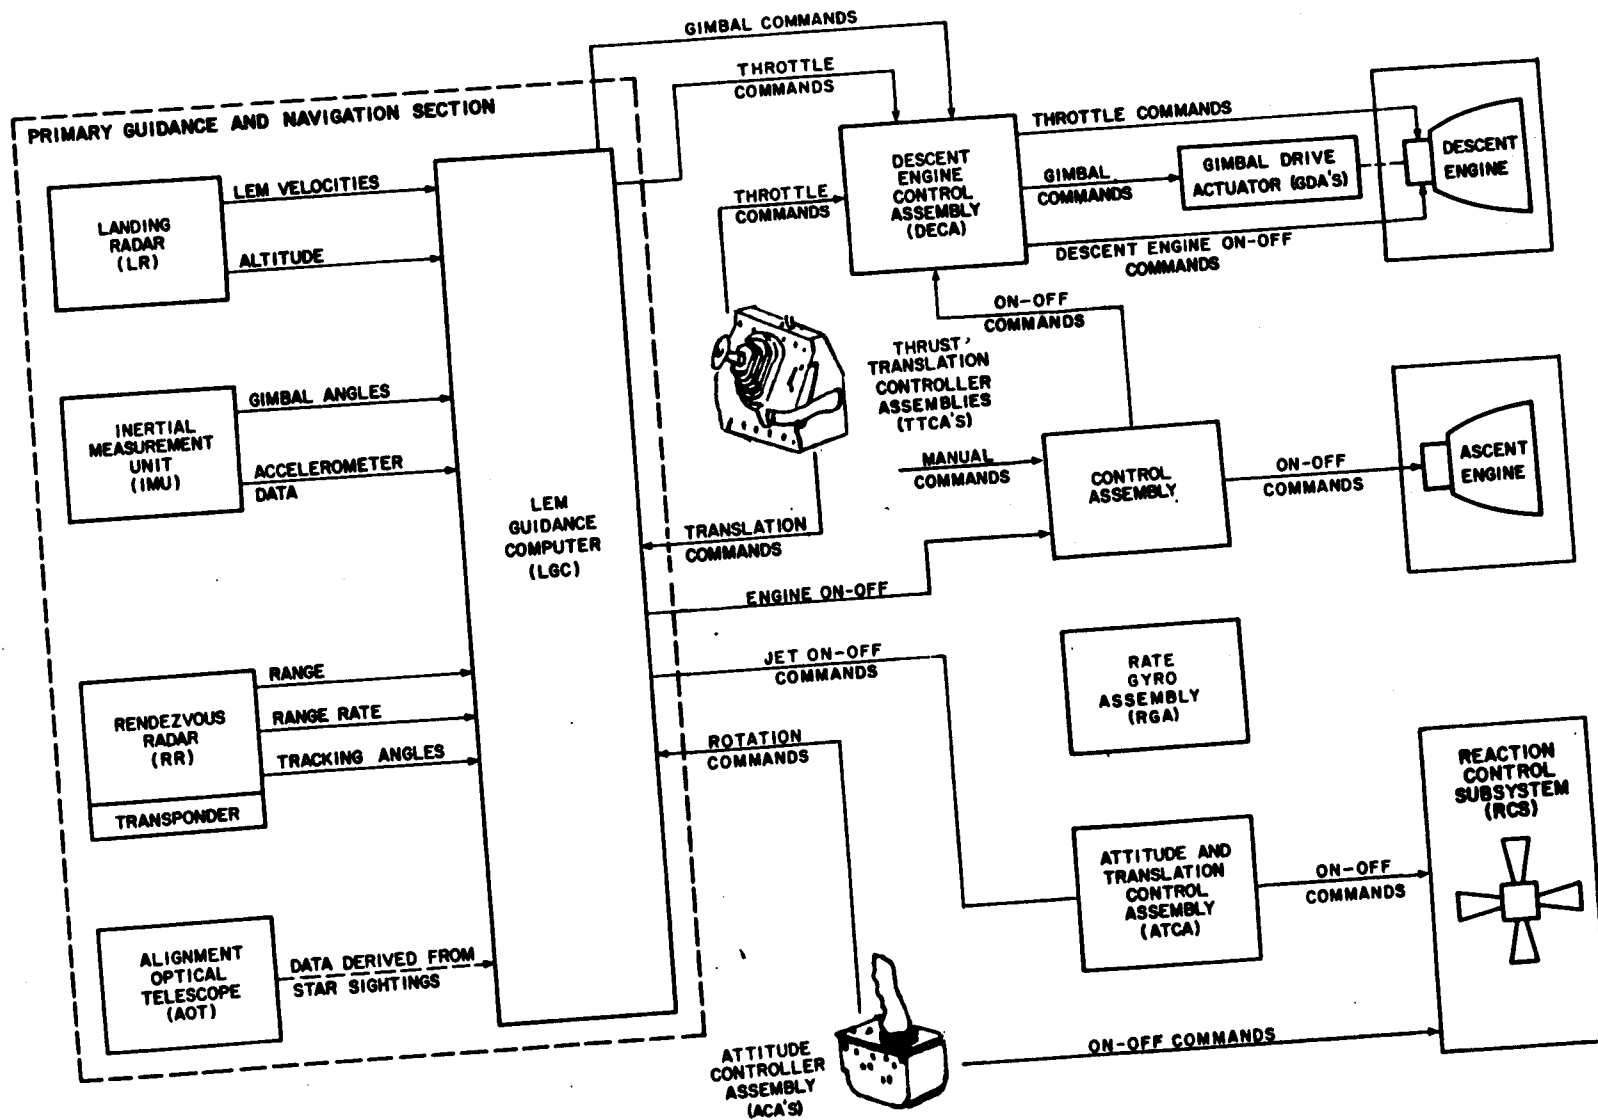 GIMBAL COMMANDS
THROTTLE
COMMANDS
PRIMARY GUIDANCE AND NAVIGATION SECTION
LANDING
RADAR
(LR)
LEM VELOCITIES
ALTITUDE
INERTIAL
MEASUREMENT
UNIT
(IMU)
GIMBAL ANGLES
ACCELEROMETER
DATA
RENDEZVOUS
RADAR
(RR)
TRANSPONDER
RANGE
RANGE RATE
TRACKING ANGLES
ALIGNMENT
OPTICAL
TELESCOPE
(AOT)
DATA DERIVED FROM
STAR SIGHTINGS
LEM
GUIDANCE
COMPUTER
(LGC)
THROTTLE
COMMANDS
DESCENT
ENGINE
CONTROL
ASSEMBLY
(DECA)
THROTTLE COMMANDS
GIMBAL
COMMANDS
GIMBAL DRIVE
ACTUATOR (GDA'S)
DESCENT ENGINE ON-OFF
COMMANDS
DESCENT
ENGINE
ON-OFF
COMMANDS
THRUST
TRANSLATION
CONTROLLER
ASSEMBLIES
(TTCA'S)
MANUAL
COMMANDS
CONTROL
ASSEMBLY
ON-OFF
COMMANDS
ASCENT
ENGINE
TRANSLATION
COMMANDS
ENGINE ON-OFF
JET ON-OFF
COMMANDS
ROTATION
COMMANDS
RATE
GYRO
ASSEMBLY
(RGA)
ATTITUDE AND
TRANSLATION
CONTROL
ASSEMBLY
(ATCA)
ON-OFF
COMMANDS
REACTION
CONTROL
SUBSYSTEM
(RCS)
ATTITUDE
CONTROLLER
ASSEMBLY
(ACA'S)
ON-OFF COMMANDS